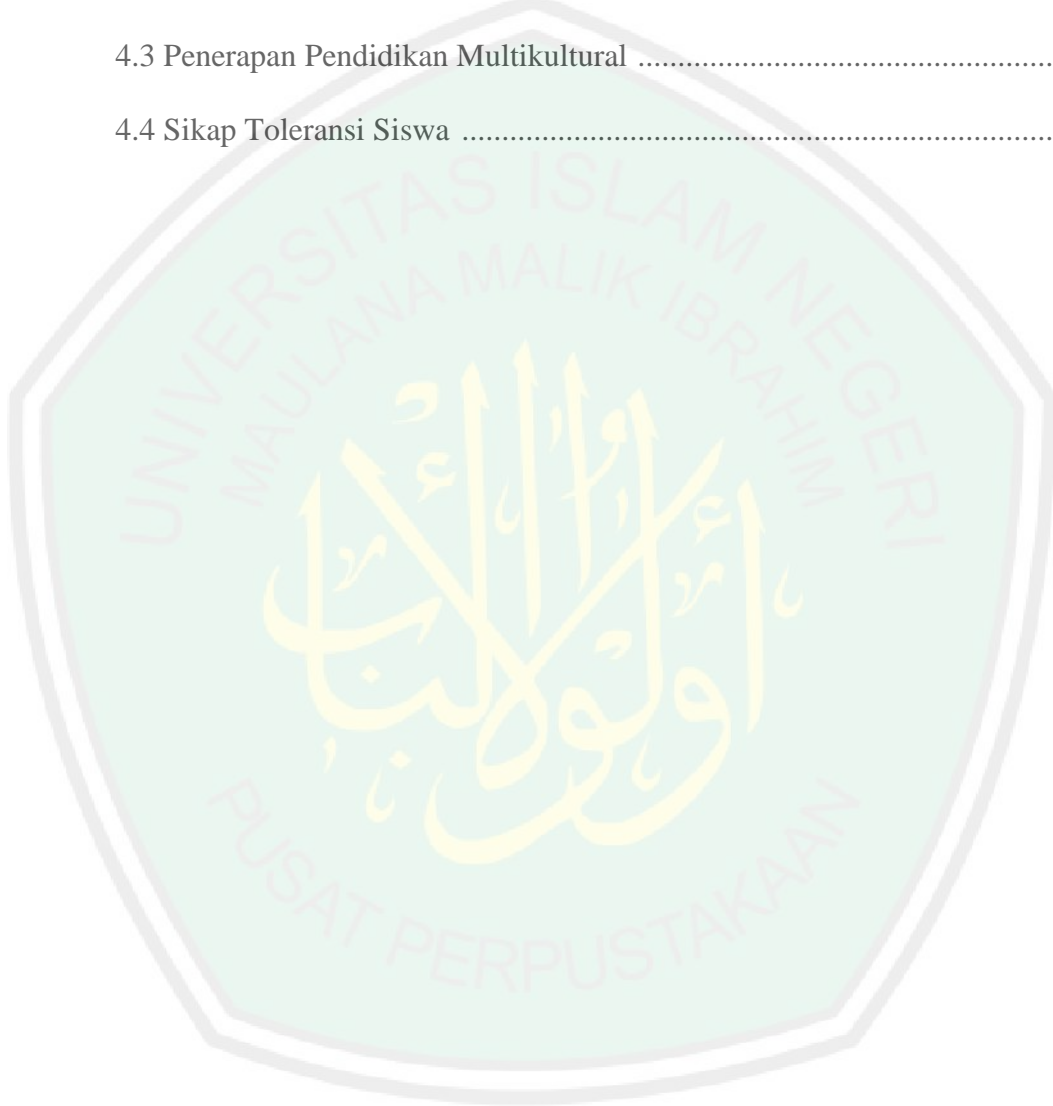 4.3 Penerapan Pendidikan Multikultural ....................................................
4.4 Sikap Toleransi Siswa ..........................................................................
UNIVERSITAS ISLAM NEGERI
MAULANA MALIK IBRAHIM
أولوا الألباب
PUSAT PERPUSTAKAAN